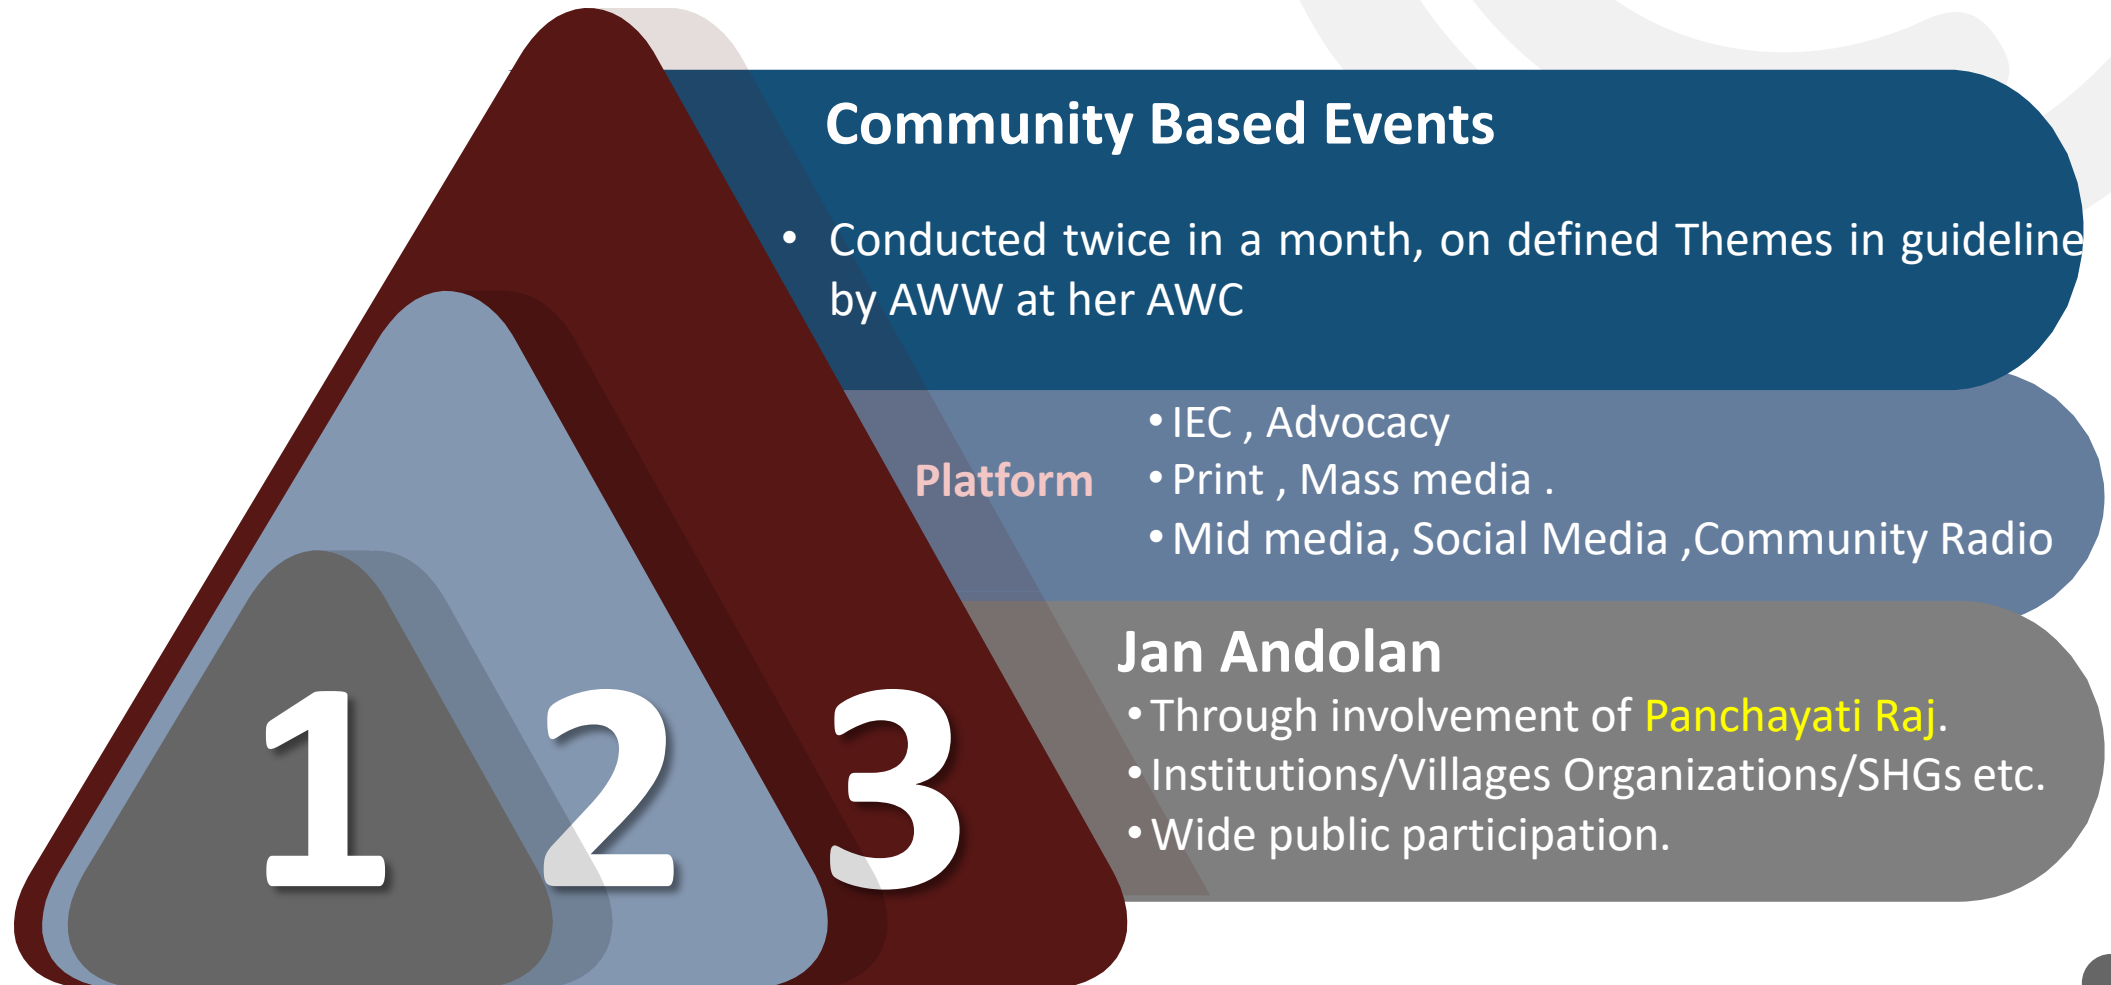 Community Based Events
• Conducted twice in a month, on defined Themes in guideline
by AWW at her AWC
Platform
• IEC , Advocacy
• Print , Mass media .
• Mid media, Social Media ,Community Radio
Jan Andolan
• Through involvement of Panchayati Raj.
• Institutions/Villages Organizations/SHGs etc.
• Wide public participation.
1 2 3